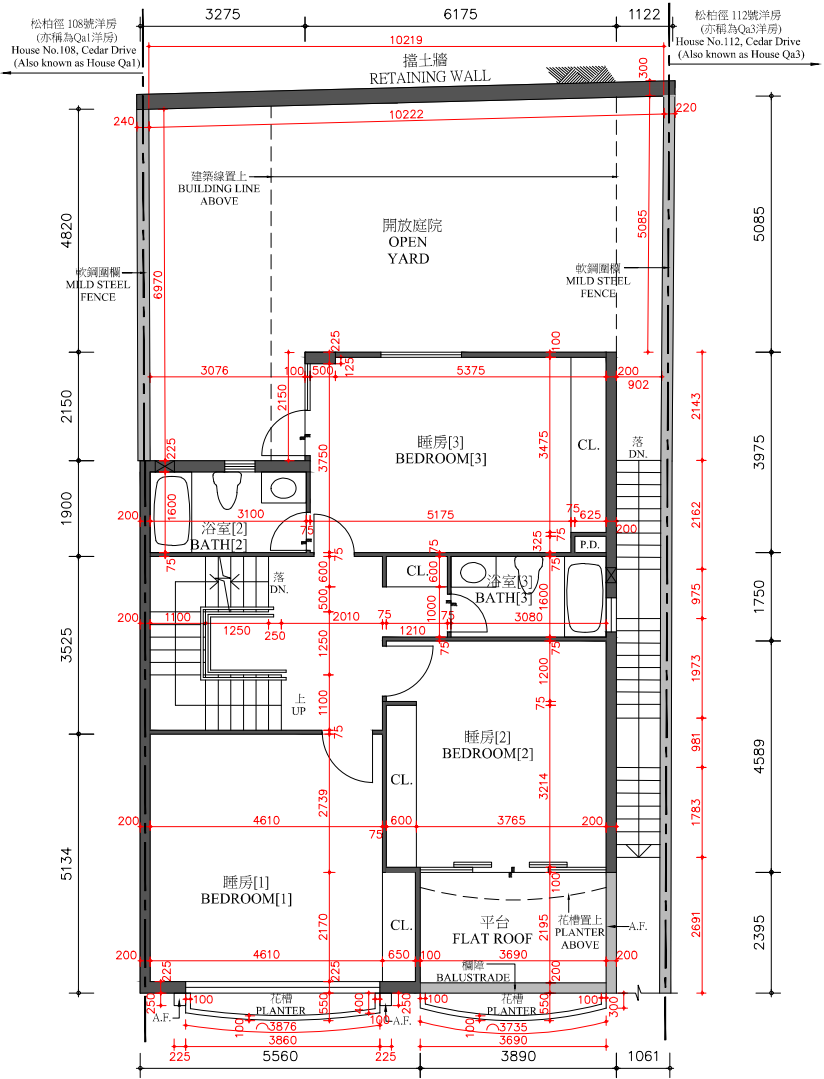 3275
6175
1122
松柏徑 108號洋房
(亦稱為Qa1洋房)
House No.108, Cedar Drive
(Also known as House Qa1)
松柏徑 112號洋房
(亦稱為Qa3洋房)
House No.112, Cedar Drive
(Also known as House Qa3)
10219
擋土牆
RETAINING WALL
300
240
10222
220
建築線置上
BUILDING LINE
ABOVE
4820
6970
開放庭院
OPEN
YARD
5085
5085
軟鋼圍欄
MILD STEEL
FENCE
軟鋼圍欄
MILD STEEL
FENCE
225
125
100
3076
100
500
5375
200
902
2150
2150
2143
3750
睡房[3]
BEDROOM[3]
3475
CL.
落
DN.
3975
225
1900
1600
200
3100
75
5175
75
625
200
2162
浴室[2]
BATH[2]
325
75
P.D.
75
75
75
75
落
DN.
600
CL.
600
浴室[3]
BATH[3]
1600
975
1750
500
1000
200
1100
1250
250
2010
75
1210
75
3080
3525
1250
75
75
1200
1973
上
UP
1100
75
75
睡房[2]
BEDROOM[2]
981
4589
2739
CL.
3214
1783
200
4610
75
600
3765
200
5134
100
睡房[1]
BEDROOM[1]
2170
CL.
平台
FLAT ROOF
2195
花槽置上
PLANTER
ABOVE
A.F.
2691
2395
200
4610
650
100
3690
200
225
225
欄障
BALUSTRADE
200
250
100
花槽
PLANTER
550
400
250
100
花槽
PLANTER
550
100
300
A.F.
100
3876
100
A.F.
100
3735
225
3860
225
3690
5560
3890
1061